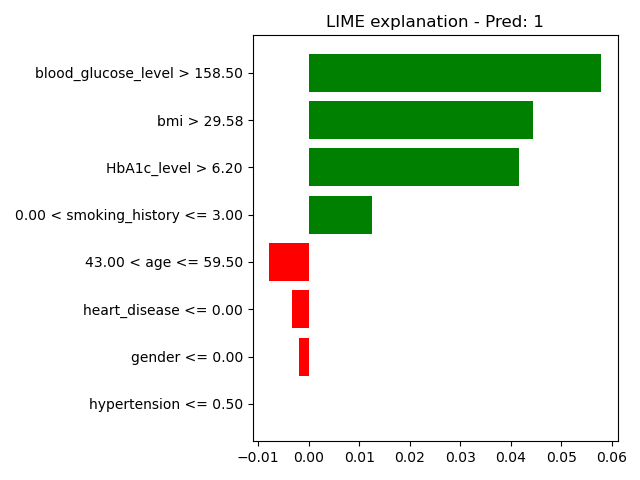 LIME explanation - Pred: 1
blood_glucose_level > 158.50
bmi > 29.58
HbA1c_level > 6.20
0.00 < smoking_history <= 3.00
43.00 < age <= 59.50
heart_disease <= 0.00
gender <= 0.00
hypertension <= 0.50
−0.01 0.00 0.01 0.02 0.03 0.04 0.05 0.06